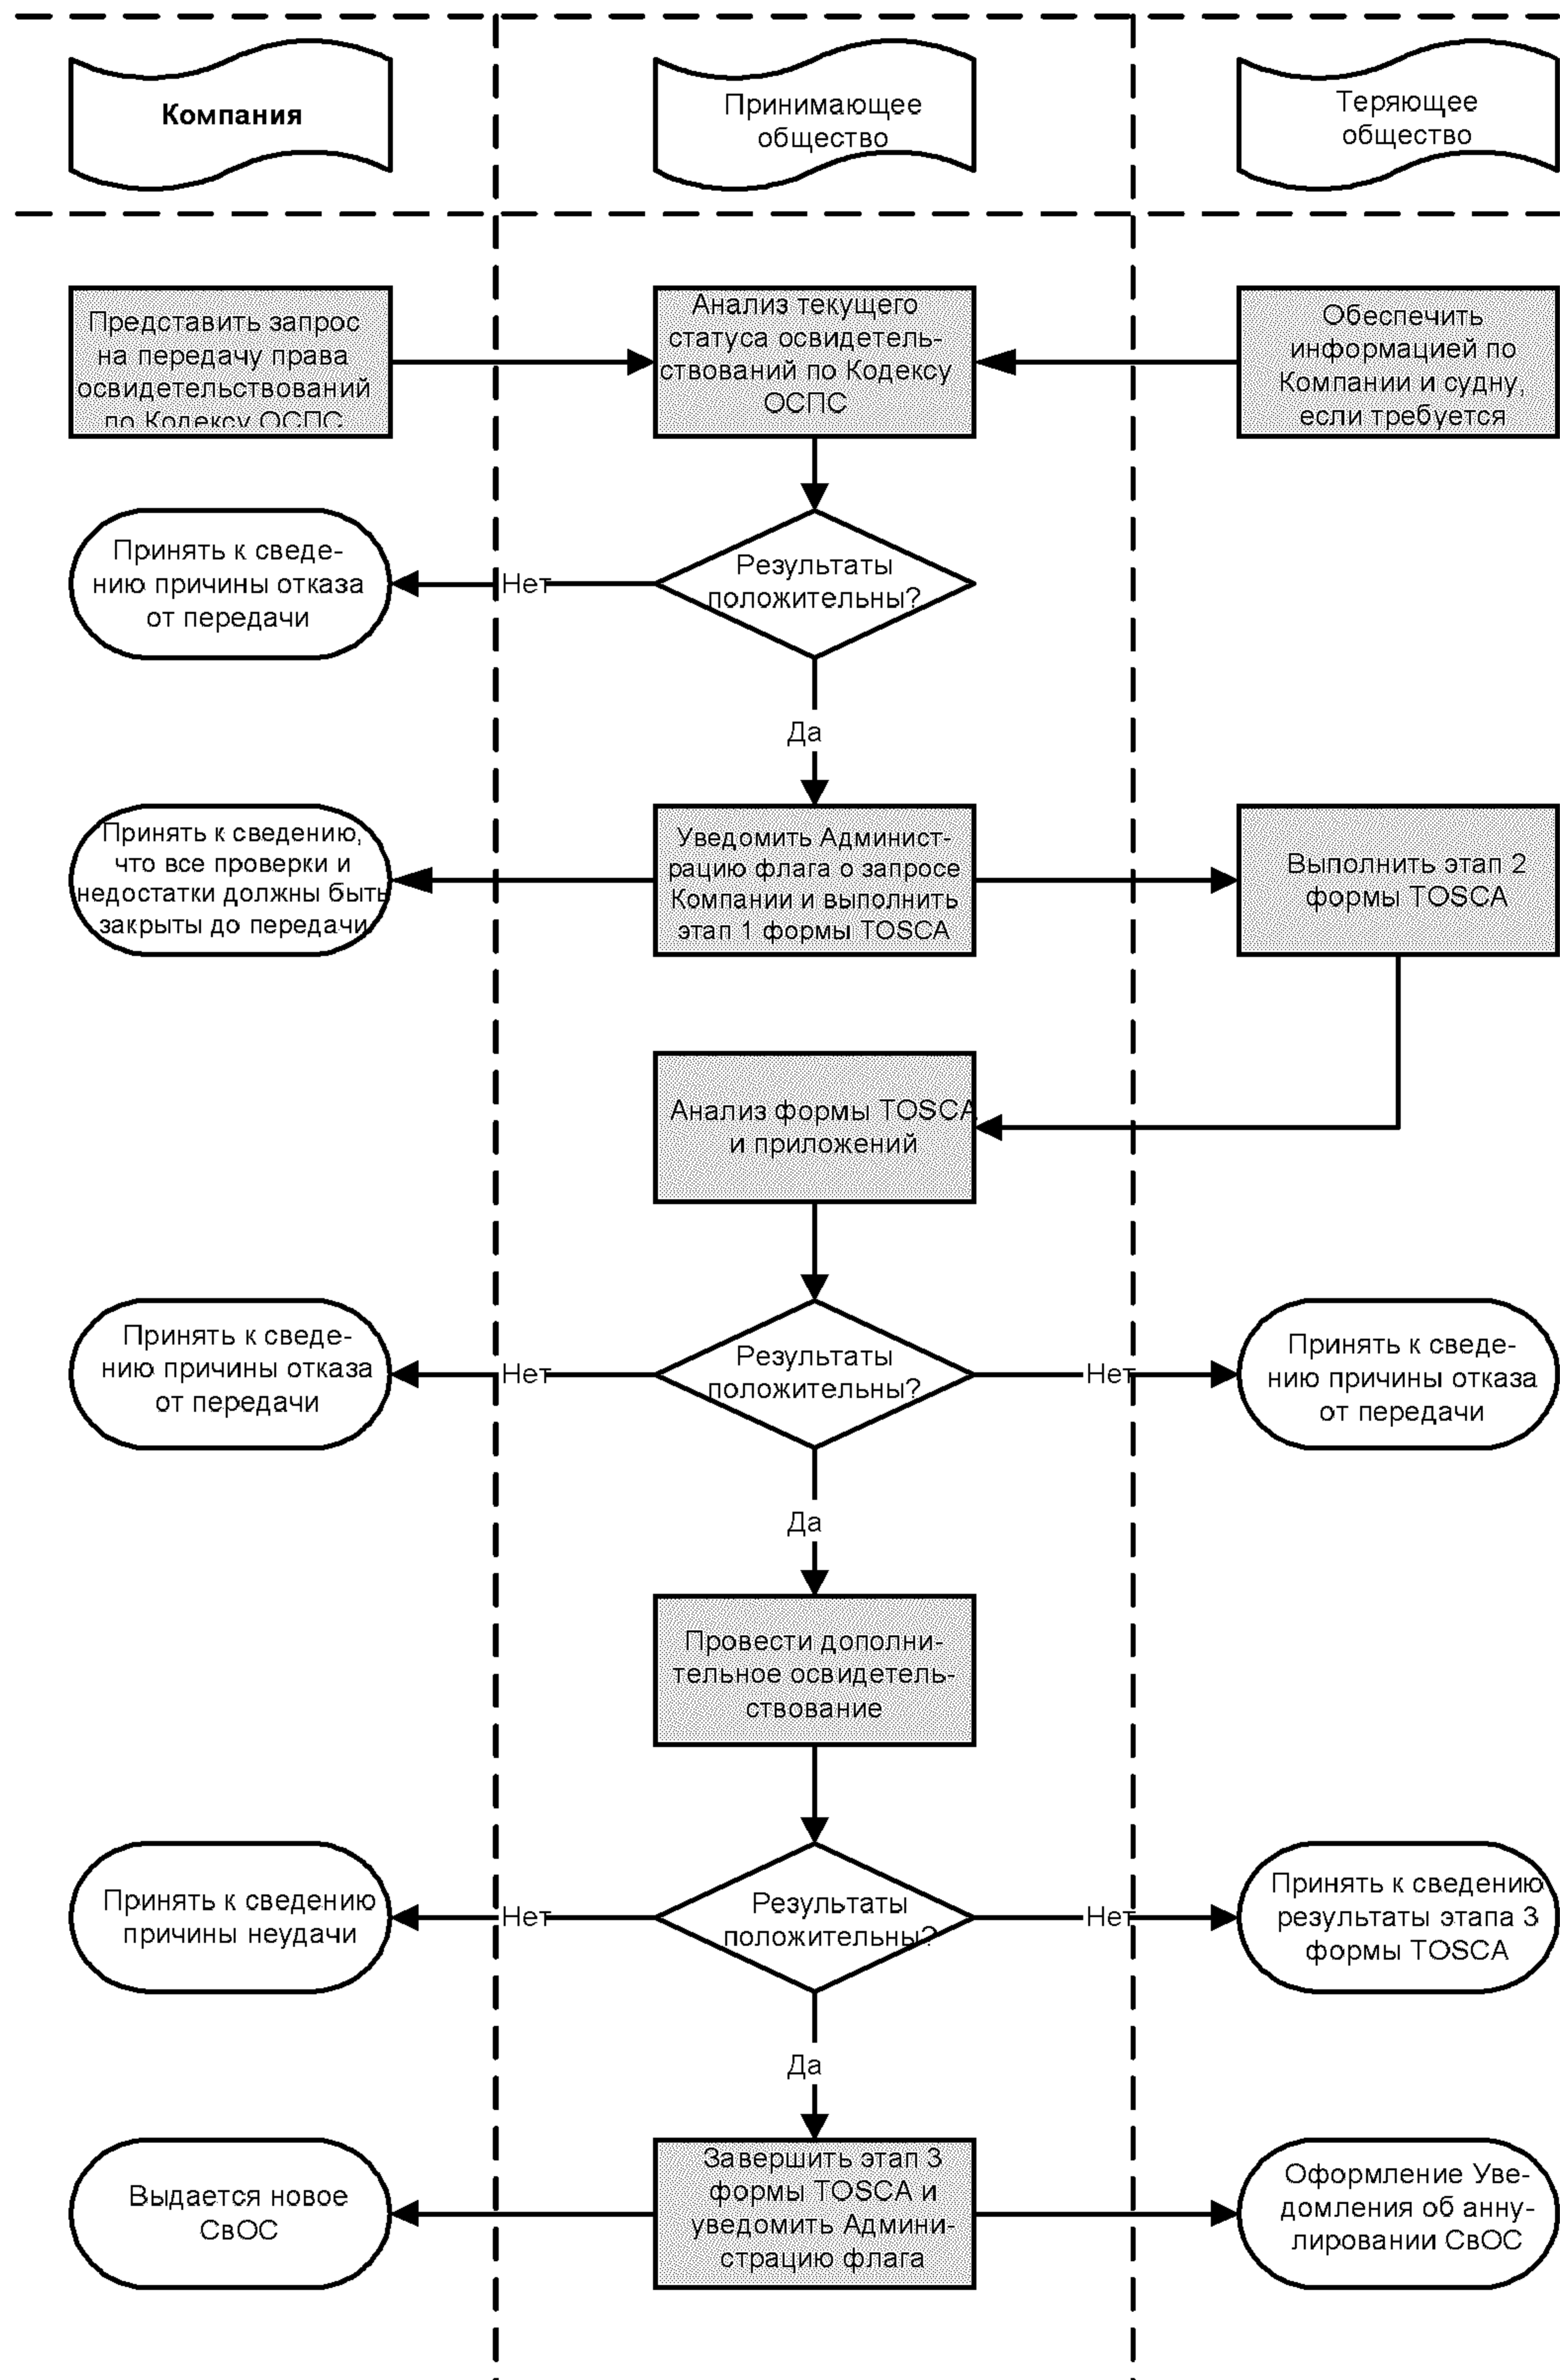 Компания
Принимающее
общество
Теряющее
общество
Представить запрос
на передачу права
освидетельствований
по Кодексу ОСПС
Анализ текущего
статуса освидетель-
ствований по Кодексу
ОСПС
Обеспечить
информацией по
Компании и судну,
если требуется
Принять к сведе-
нию причины отказа
от передачи
Нет
Результаты
положительны?
Да
Принять к сведению,
что все проверки и
недостатки должны быть
закрыты до передачи
Уведомить Админист-
рацию флага о запросе
Компании и выполнить
этап 1 формы TOSCA
Выполнить этап 2
формы TOSCA
Анализ формы TOSCA
и приложений
Принять к сведе-
нию причины отказа
от передачи
Нет
Результаты
положительны?
Нет
Принять к сведе-
нию причины отказа
от передачи
Да
Провести дополни-
тельное освидетель-
ствование
Принять к сведению
причины неудачи
Нет
Результаты
положительны?
Нет
Принять к сведению
результаты этапа 3
формы TOSCA
Да
Выдается новое
СвОС
Завершить этап 3
формы TOSCA и
уведомить Админи-
страцию флага
Оформление Уве-
домления об анну-
лировании СвОС